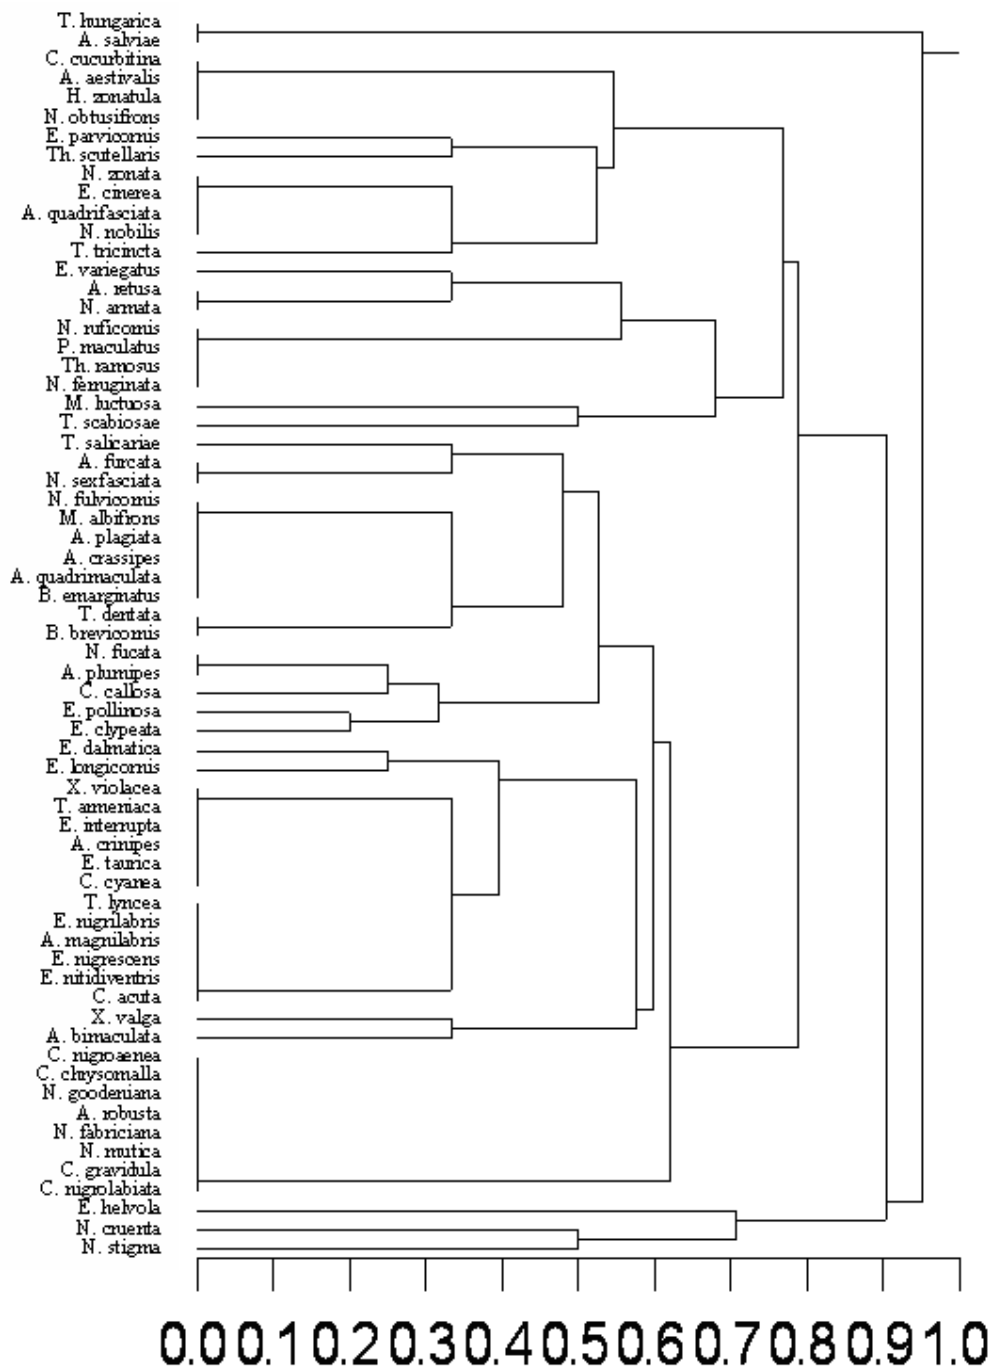 T. hungarica
A. salviae
C. cucurbitina
A. aestivalis
H. zonatula
N. obtusifrons
E. parvicornis
Th. scutellaris
N. zonata
E. cinerea
A. quadrifasciata
N. nobilis
T. tricincta
E. variegatus
A. retusa
N. armata
N. ruficornis
P. maculatus
Th. ramosus
N. ferruginata
M. luctuosa
T. scabiosae
T. salicariae
A. furcata
N. sexfasciata
N. fulvicornis
M. albifrons
A. plagiata
A. crassipes
A. quadrimaculata
B. emarginatus
T. dentata
B. brevicornis
N. fucata
A. plumipes
C. callosa
E. pollinosa
E. clypeata
E. dalmatica
E. longicornis
X. violacea
T. armeniaca
E. interrupta
A. crinipes
E. taurica
C. cyanea
T. lyncea
E. nigrilabris
A. magnilabris
E. nigrescens
E. nitidiventris
C. acuta
X. valga
A. bimaculata
C. nigroaenea
C. chrysomalla
N. goodeniana
A. robusta
N. fabriciana
N. mutica
C. gravidula
C. nigrolabiata
E. helvola
N. cruenta
N. stigma
0.0 0.1 0.2 0.3 0.4 0.5 0.6 0.7 0.8 0.9 1.0